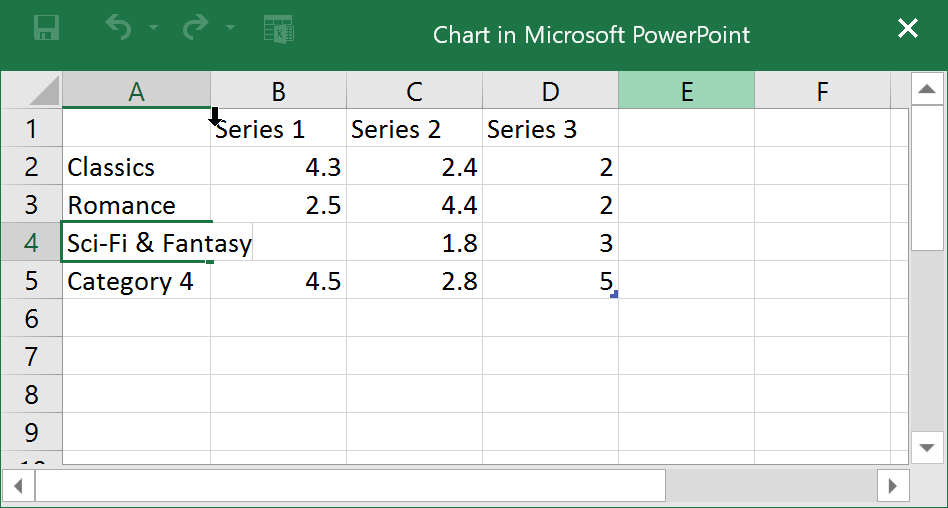 Chart in Microsoft PowerPoint
A B C D E F
1 Series 1 Series 2 Series 3
2 Classics 4.3 2.4 2
3 Romance 2.5 4.4 2
4 Sci-Fi & Fantasy 1.8 3
5 Category 4 4.5 2.8 5
6
7
8
9